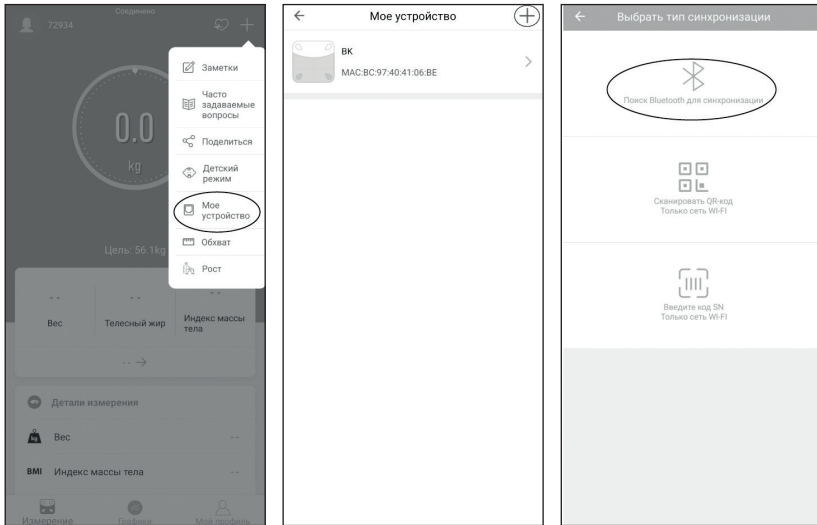 Соединено
72934
Заметки
Часто
задаваемые
вопросы
Поделиться
Детский
режим
Мое
устройство
Обхват
Рост
0.0
kg
Цель: 56.1kg
-- -- --
Вес
Телесный жир
Индекс массы
тела
-- →
Детали измерения
kg
Вес
--
BMI
Индекс массы тела
--
Измерение
Графики
Мой профиль
Мое устройство
BK
MAC:BC:97:40:41:06:BE
Выбрать тип синхронизации
Поиск Bluetooth для синхронизации
Сканировать QR-код
Только сеть WI-FI
Введите код SN
Только сеть WI-FI